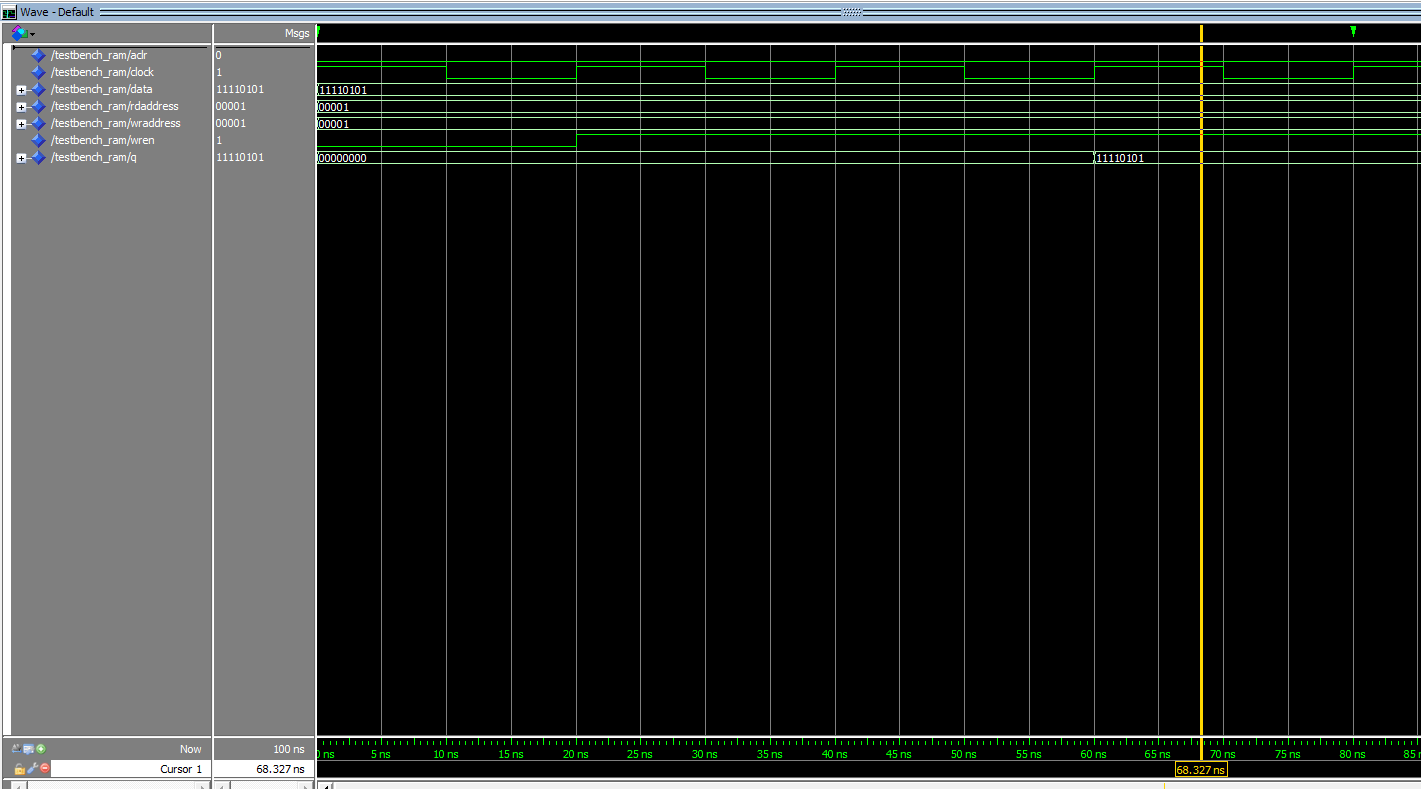 Wave - Default
Msgs
/testbench_ram/aclr 0
/testbench_ram/clock 1
/testbench_ram/data 11110101 11110101
/testbench_ram/rdaddress 00001 00001
/testbench_ram/wraddress 00001 00001
/testbench_ram/wren 1
/testbench_ram/q 11110101 00000000 11110101
Now 100 ns 0 ns 5 ns 10 ns 15 ns 20 ns 25 ns 30 ns 35 ns 40 ns 45 ns 50 ns 55 ns 60 ns 65 ns 70 ns 75 ns 80 ns 85 n
Cursor 1 68.327 ns 68.327 ns